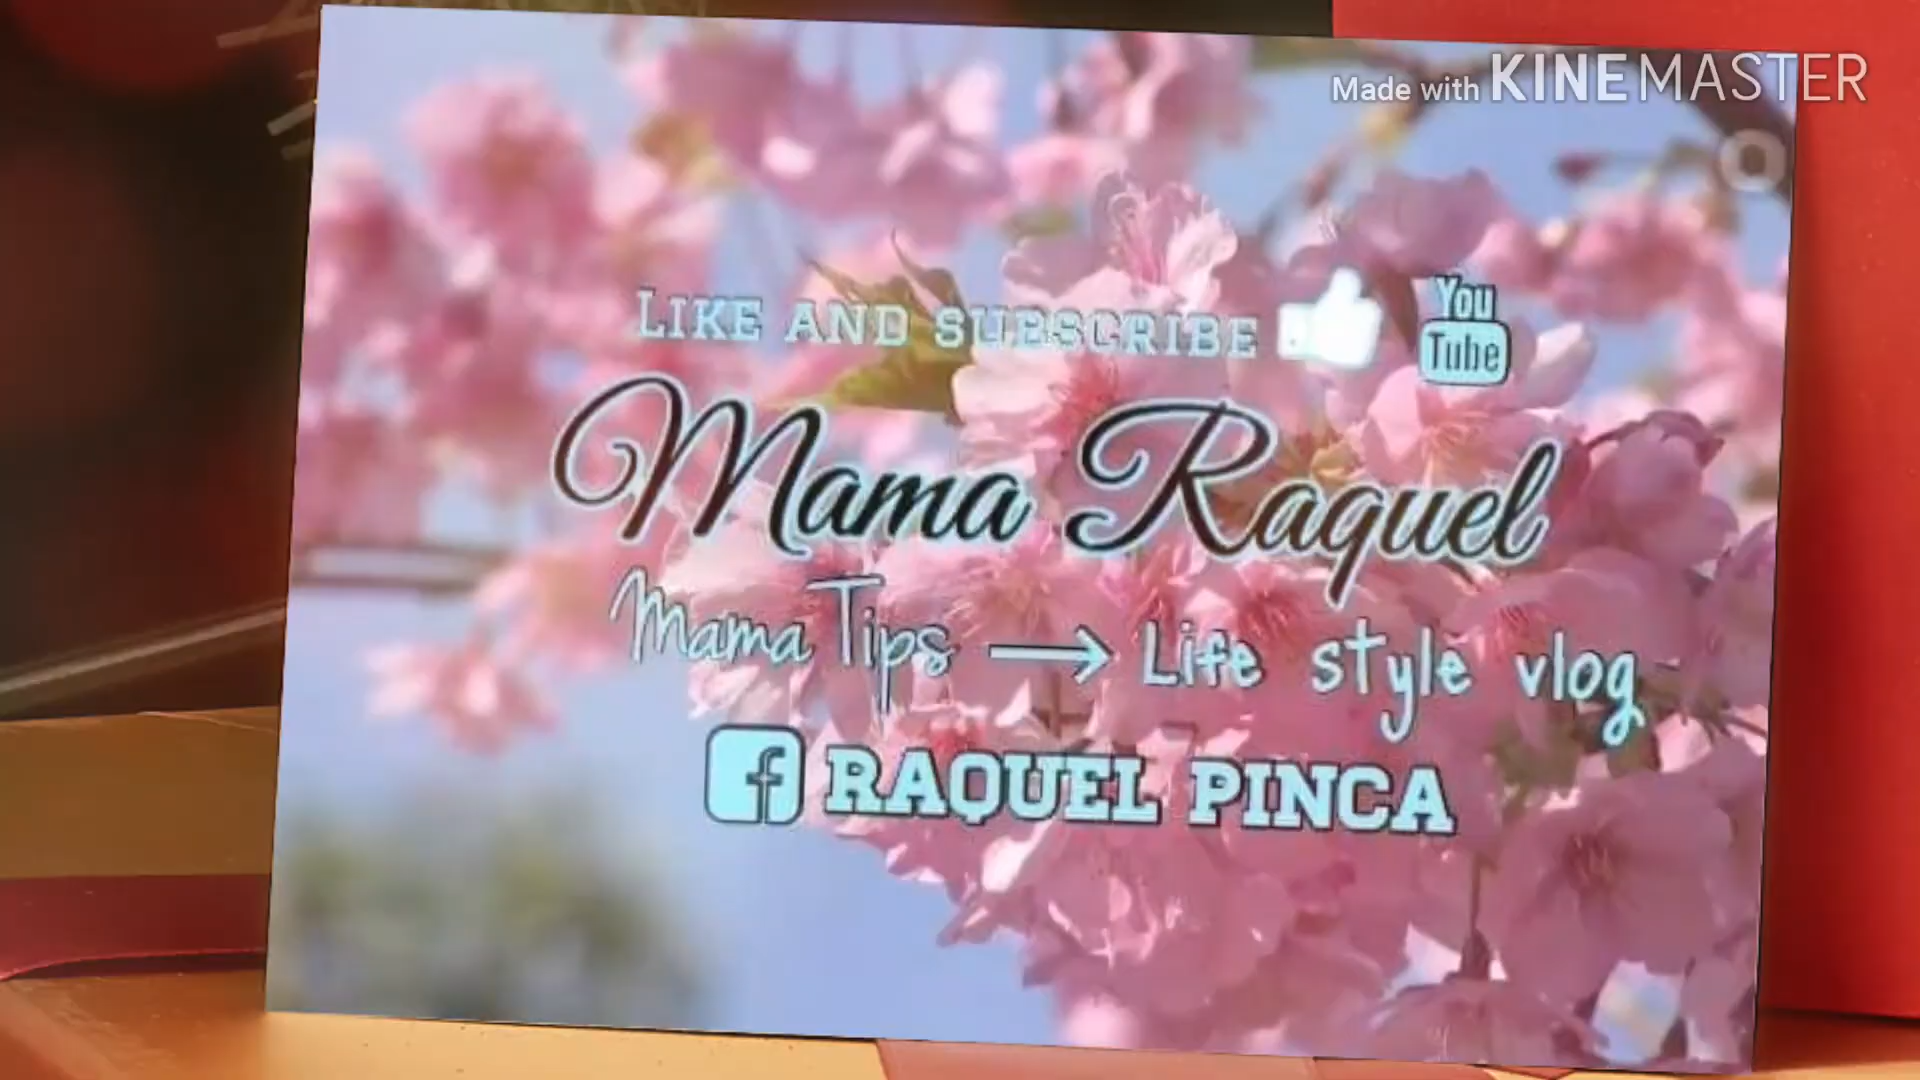 Made with KINEMASTER
LIKE AND SUBSCRIBE You Tube
Mama Raquel
Mama Tips → Life style vlog
f RAQUEL PINCA